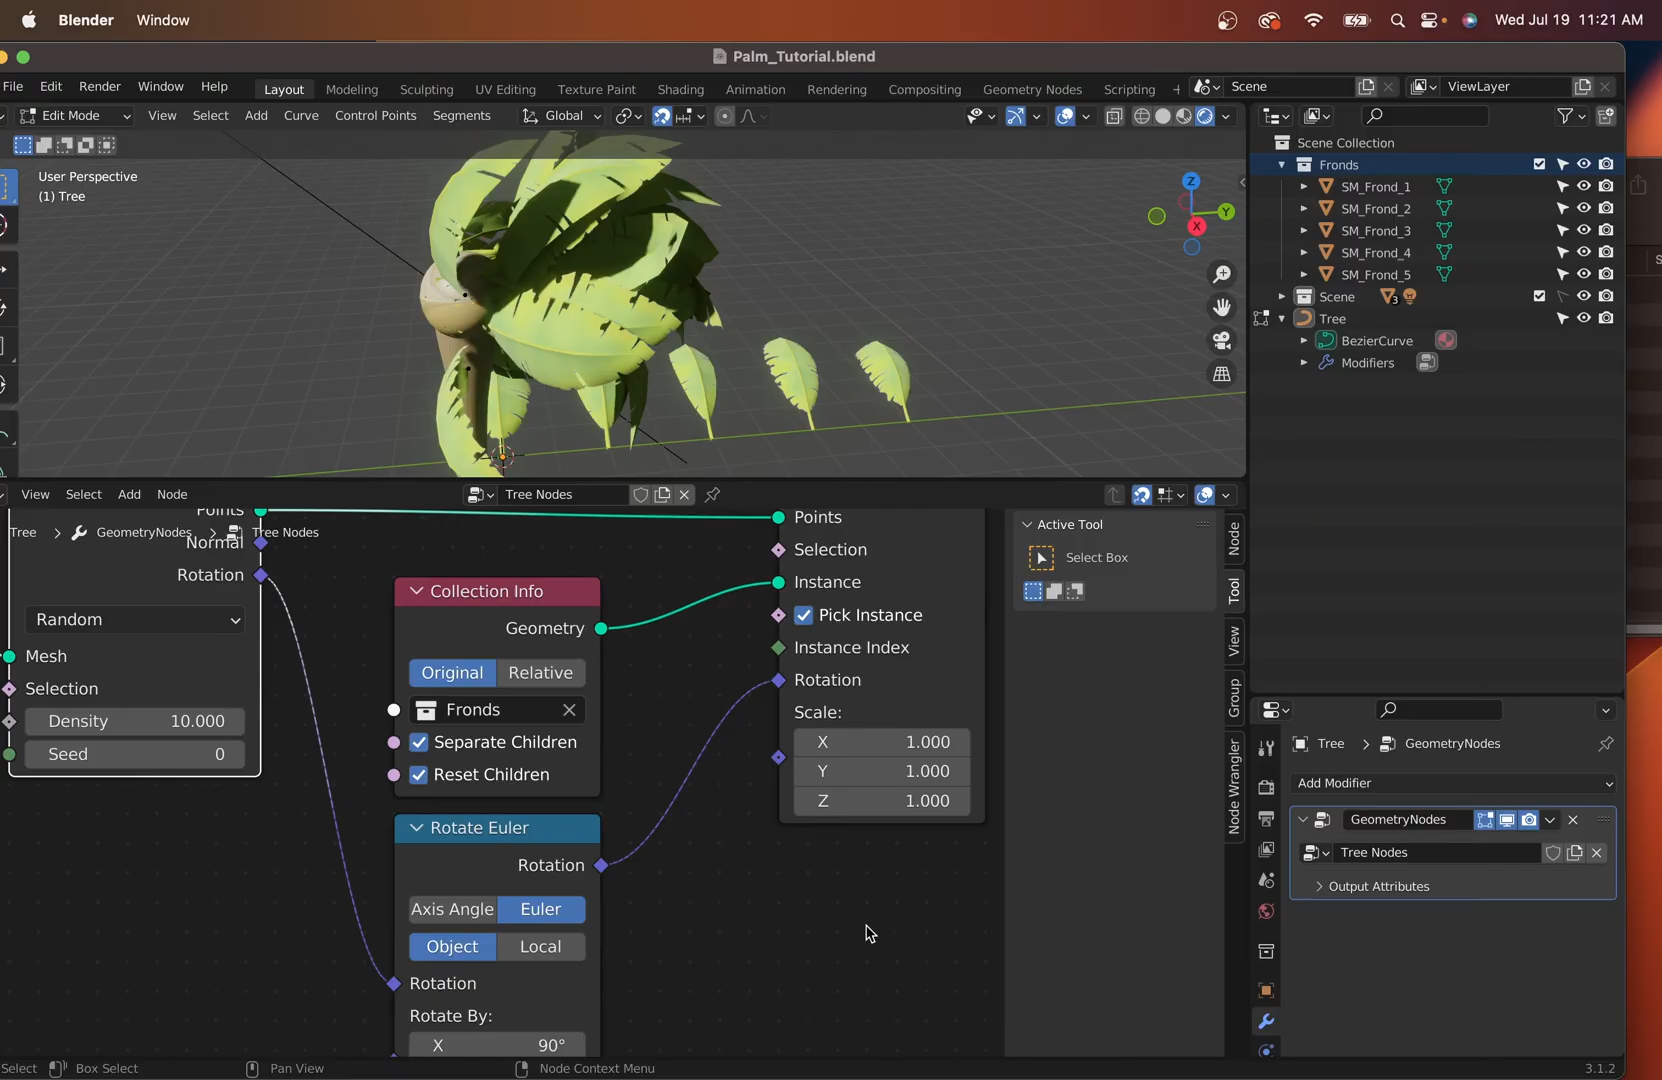 Blender Window Wed Jul 19 11:21 AM
Palm_Tutorial.blend
File Edit Render Window Help Layout Modeling Sculpting UV Editing Texture Paint Shading Animation Rendering Compositing Geometry Nodes Scripting + Scene ViewLayer
Edit Mode View Select Add Curve Control Points Segments Global
User Perspective
(1) Tree
Z
Y
X
Scene Collection
Fronds
SM_Frond_1
SM_Frond_2
SM_Frond_3
SM_Frond_4
SM_Frond_5
Scene 3
Tree
BezierCurve
Modifiers
View Select Add Node Tree Nodes
Tree > GeometryNodes > Tree Nodes
Points
Normal
Rotation
Random
Mesh
Selection
Density 10.000
Seed 0
Collection Info
Geometry
Original Relative
Fronds
Separate Children
Reset Children
Rotate Euler
Rotation
Axis Angle Euler
Object Local
Rotation
Rotate By:
X 90°
Points
Selection
Instance
Pick Instance
Instance Index
Rotation
Scale:
X 1.000
Y 1.000
Z 1.000
Active Tool
Select Box
Node
Tool
View
Group
Node Wrangler
Tree > GeometryNodes
Add Modifier
GeometryNodes
Tree Nodes
> Output Attributes
Select Box Select Pan View Node Context Menu 3.1.2